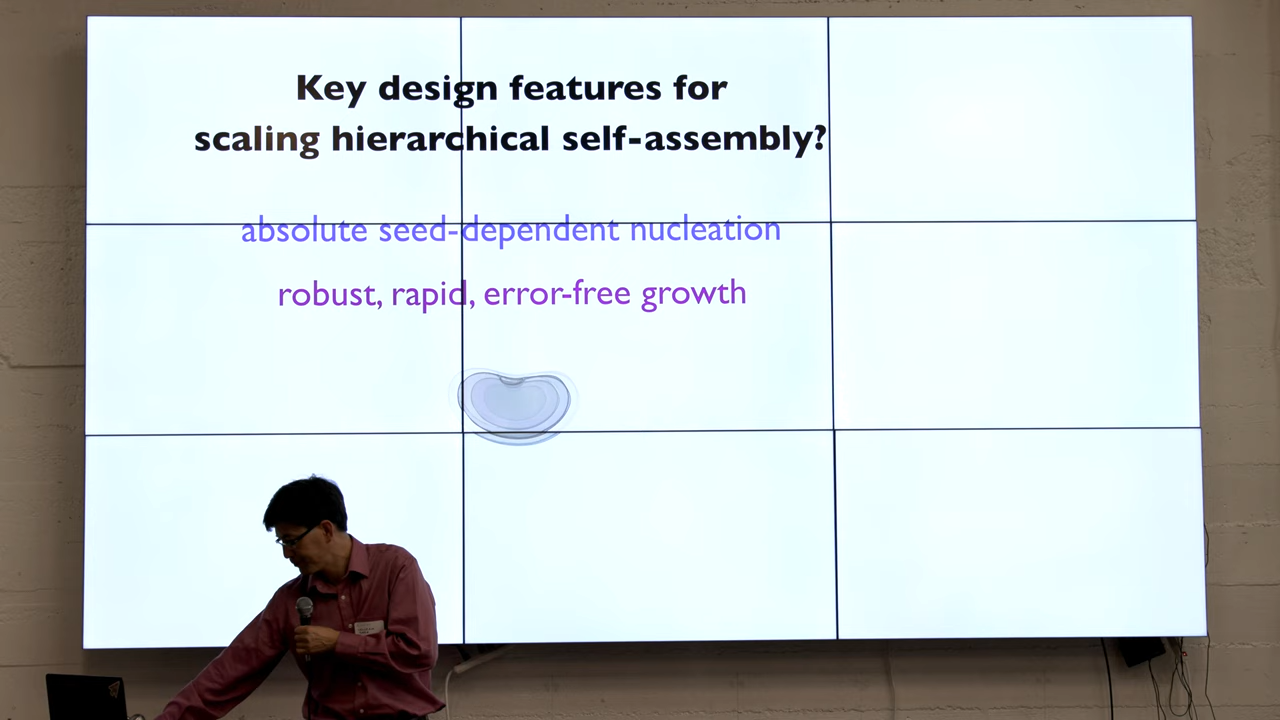 Key design features for
scaling hierarchical self-assembly?
absolute seed-dependent nucleation
robust, rapid, error-free growth